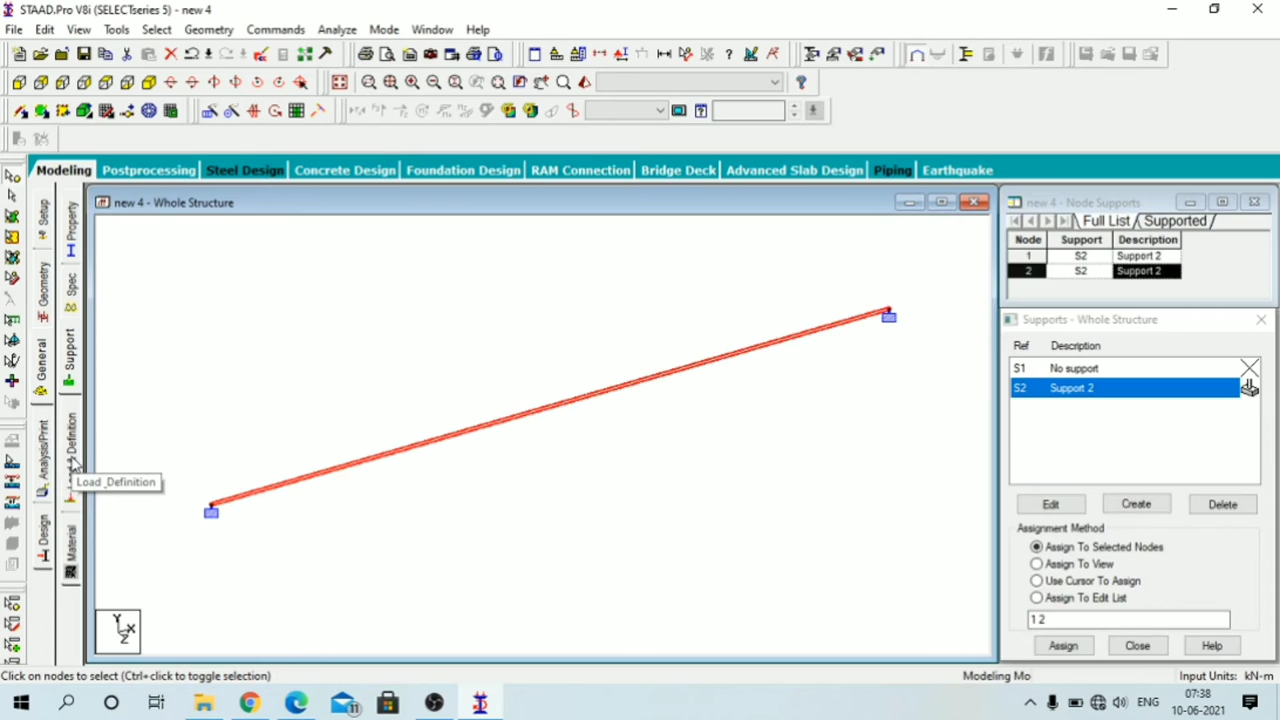 STAAD.Pro V8i (SELECTseries 5) - new 4
File Edit View Tools Select Geometry Commands Analyze Mode Window Help
Modeling Postprocessing Steel Design Concrete Design Foundation Design RAM Connection Bridge Deck Advanced Slab Design Piping Earthquake
Setup
Geometry
General
Analysis/Print
Design
Property
Spec
Support
Load & Definition
Material
new 4 - Whole Structure
Load _Definition
Y
X
Z
new 4 - Node Supports
Full List Supported
Node Support Description
1 S2 Support 2
2 S2 Support 2
Supports - Whole Structure
Ref Description
S1 No support
S2 Support 2
Edit Create Delete
Assignment Method
Assign To Selected Nodes
Assign To View
Use Cursor To Assign
Assign To Edit List
1 2
Assign Close Help
Click on nodes to select (Ctrl+click to toggle selection)
Modeling Mo
Input Units: kN-m
11
ENG
07:38
10-06-2021